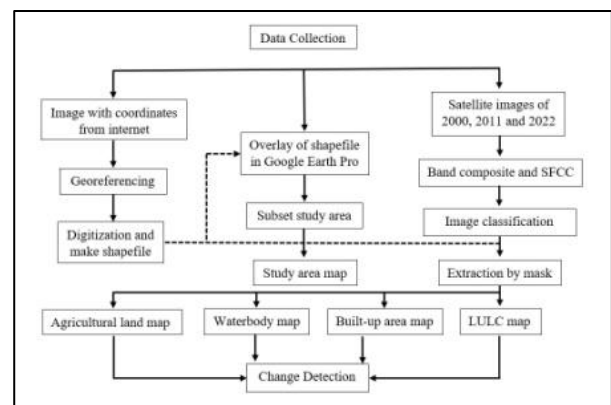 Data Collection
Image with coordinates
from internet
Georeferencing
Digitization and
make shapefile
Overlay of shapefile
in Google Earth Pro
Subset study area
Study area map
Satellite images of
2000, 2011 and 2022
Band composite and SFCC
Image classification
Extraction by mask
Agricultural land map
Waterbody map
Built-up area map
LULC map
Change Detection